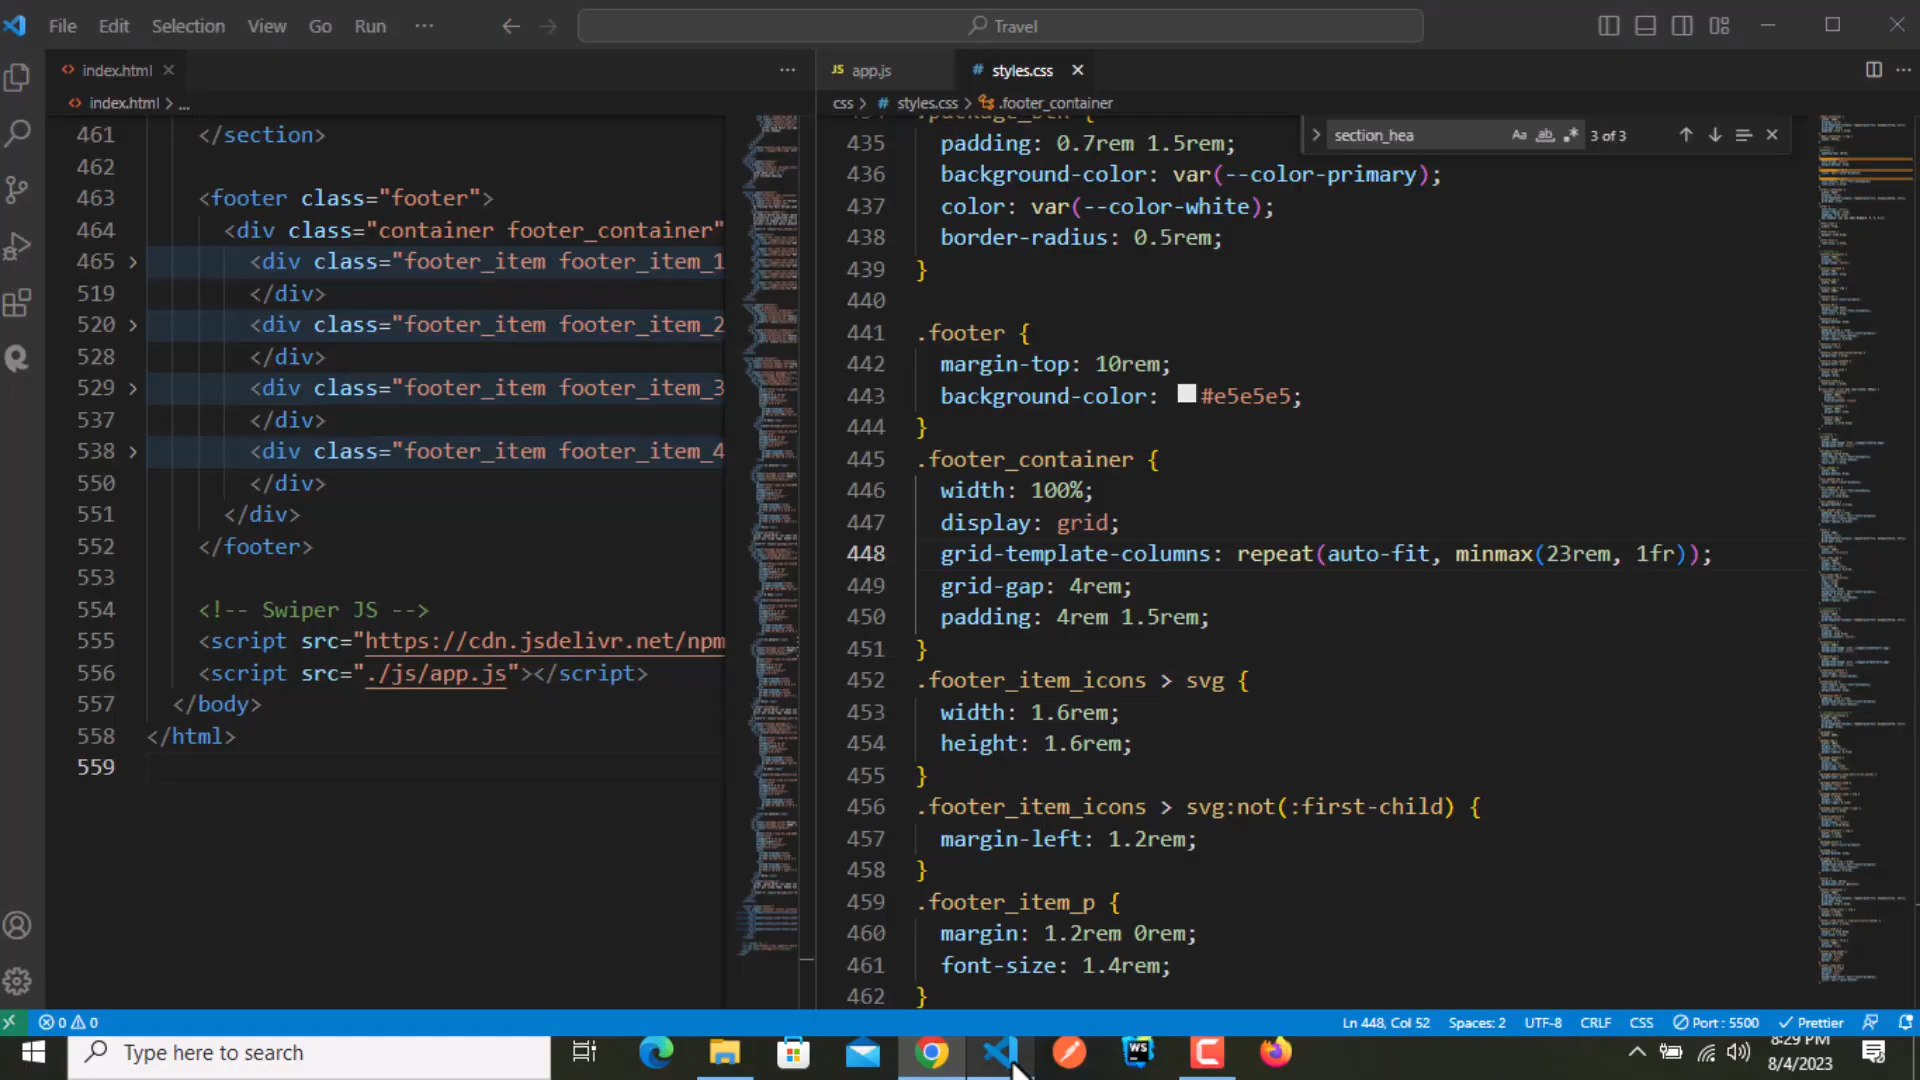 File Edit Selection View Go Run ··· Travel
index.html
index.html > ...
461 </section>
462
463 <footer class="footer">
464 <div class="container footer_container"
465 <div class="footer_item footer_item_1
519 </div>
520 <div class="footer_item footer_item_2
528 </div>
529 <div class="footer_item footer_item_3
537 </div>
538 <div class="footer_item footer_item_4
550 </div>
551 </div>
552 </footer>
553
554 <!-- Swiper JS -->
555 <script src="https://cdn.jsdelivr.net/npm
556 <script src="./js/app.js"></script>
557 </body>
558 </html>
559
JS app.js # styles.css
css > # styles.css > .footer_container
section_hea Aa ab 3 of 3
435 padding: 0.7rem 1.5rem;
436 background-color: var(--color-primary);
437 color: var(--color-white);
438 border-radius: 0.5rem;
439 }
440
441 .footer {
442 margin-top: 10rem;
443 background-color: #e5e5e5;
444 }
445 .footer_container {
446 width: 100%;
447 display: grid;
448 grid-template-columns: repeat(auto-fit, minmax(23rem, 1fr));
449 grid-gap: 4rem;
450 padding: 4rem 1.5rem;
451 }
452 .footer_item_icons > svg {
453 width: 1.6rem;
454 height: 1.6rem;
455 }
456 .footer_item_icons > svg:not(:first-child) {
457 margin-left: 1.2rem;
458 }
459 .footer_item_p {
460 margin: 1.2rem 0rem;
461 font-size: 1.4rem;
462 }
0 0 Ln 448, Col 52 Spaces: 2 UTF-8 CRLF CSS Port : 5500 Prettier
Type here to search WS 8:29 PM
8/4/2023